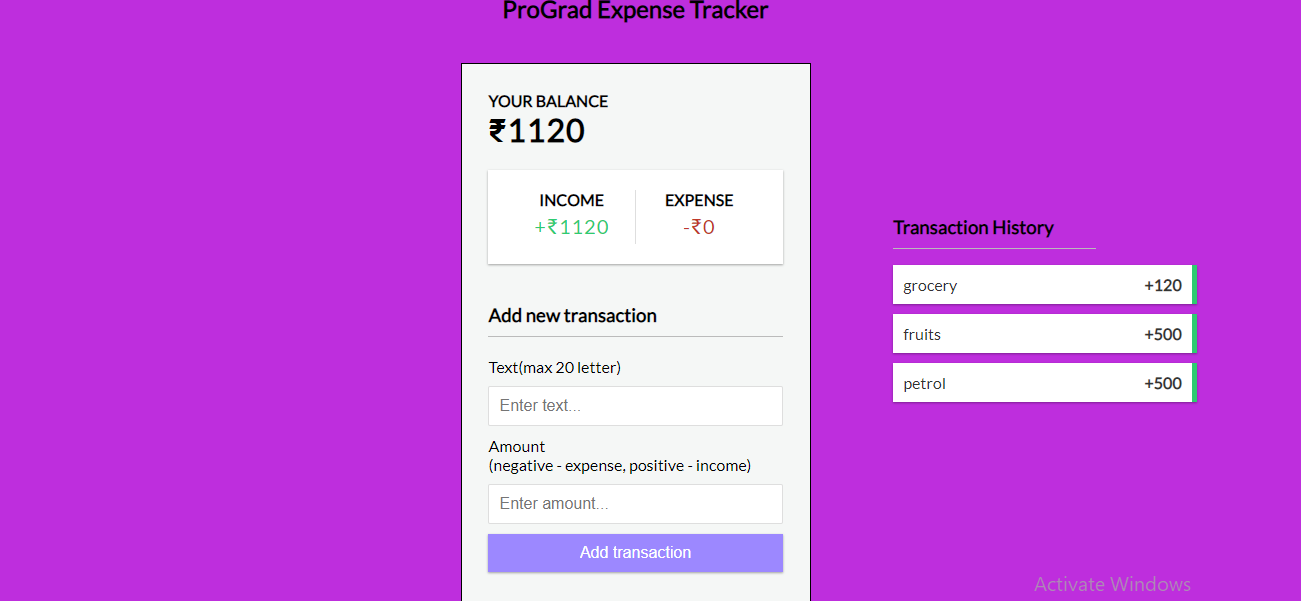 ProGrad Expense Tracker
YOUR BALANCE
₹1120
INCOME
+₹1120
EXPENSE
-₹0
Add new transaction
Text(max 20 letter)
Enter text...
Amount
(negative - expense, positive - income)
Enter amount...
Add transaction
Transaction History
grocery +120
fruits +500
petrol +500
Activate Windows